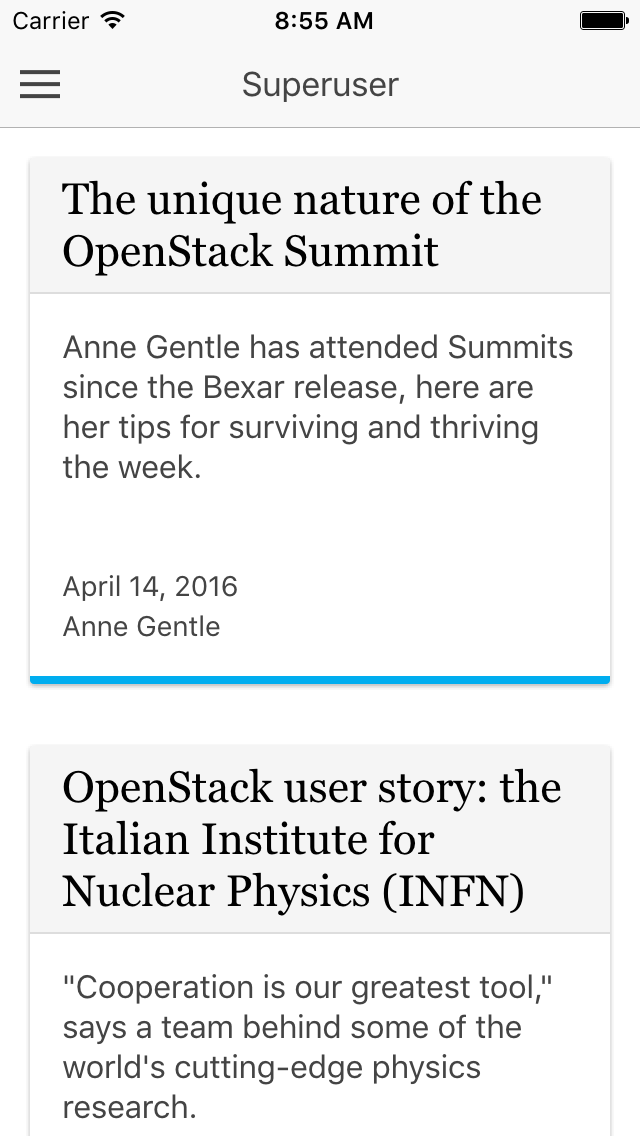 Carrier 8:55 AM
Superuser
The unique nature of the
OpenStack Summit
Anne Gentle has attended Summits
since the Bexar release, here are
her tips for surviving and thriving
the week.
April 14, 2016
Anne Gentle
OpenStack user story: the
Italian Institute for
Nuclear Physics (INFN)
"Cooperation is our greatest tool,"
says a team behind some of the
world's cutting-edge physics
research.